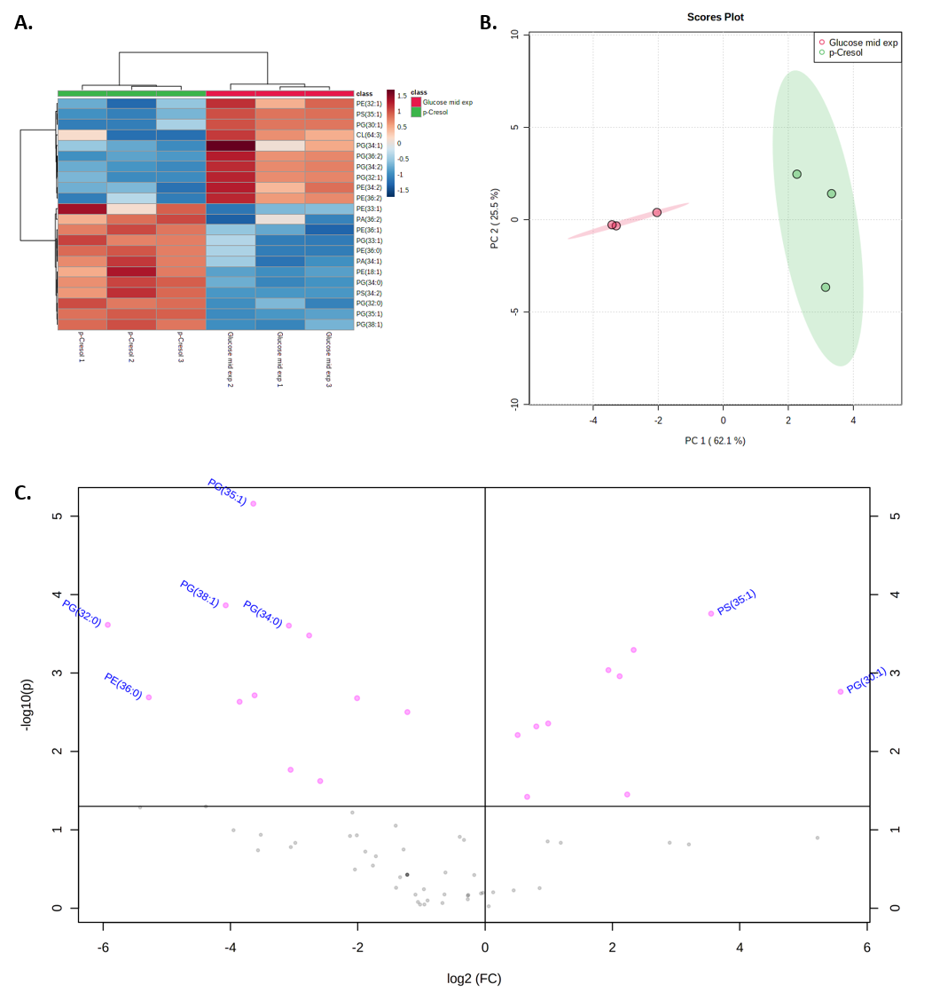 A.
class
PE(32:1)
PS(35:1)
PG(30:1)
CL(64:3)
PG(34:1)
PG(36:2)
PG(34:2)
PG(32:1)
PE(34:2)
PE(36:2)
PE(33:1)
PA(36:2)
PE(36:1)
PG(33:1)
PE(36:0)
PA(34:1)
PE(18:1)
PG(34:0)
PS(34:2)
PG(32:0)
PG(35:1)
PG(38:1)
1.5
1
0.5
0
-0.5
-1
-1.5
class
Glucose mid exp
p-Cresol
p-Cresol 1
p-Cresol 2
p-Cresol 3
Glucose mid exp 2
Glucose mid exp 1
Glucose mid exp 3
B.
Scores Plot
Glucose mid exp
p-Cresol
PC 2 ( 25.5 %)
10
5
0
-5
-10
-4
-2
0
2
4
PC 1 ( 62.1 %)
C.
-log10(p)
5
4
3
2
1
0
PG(35:1)
PG(38:1)
PG(34:0)
PG(32:0)
PE(36:0)
PS(35:1)
PG(30:1)
5
4
3
2
1
0
-6
-4
-2
0
2
4
6
log2 (FC)